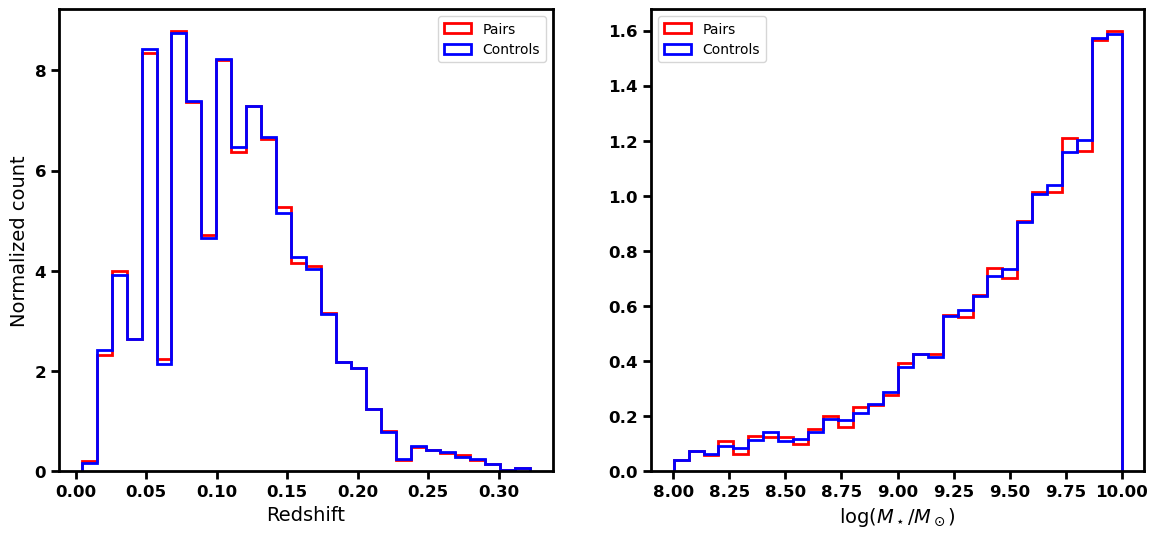 Pairs
Controls
Normalized count
8
6
4
2
0
0.00 0.05 0.10 0.15 0.20 0.25 0.30
Redshift
Pairs
Controls
1.6
1.4
1.2
1.0
0.8
0.6
0.4
0.2
0.0
8.00 8.25 8.50 8.75 9.00 9.25 9.50 9.75 10.00
log(M⋆/M⊙)